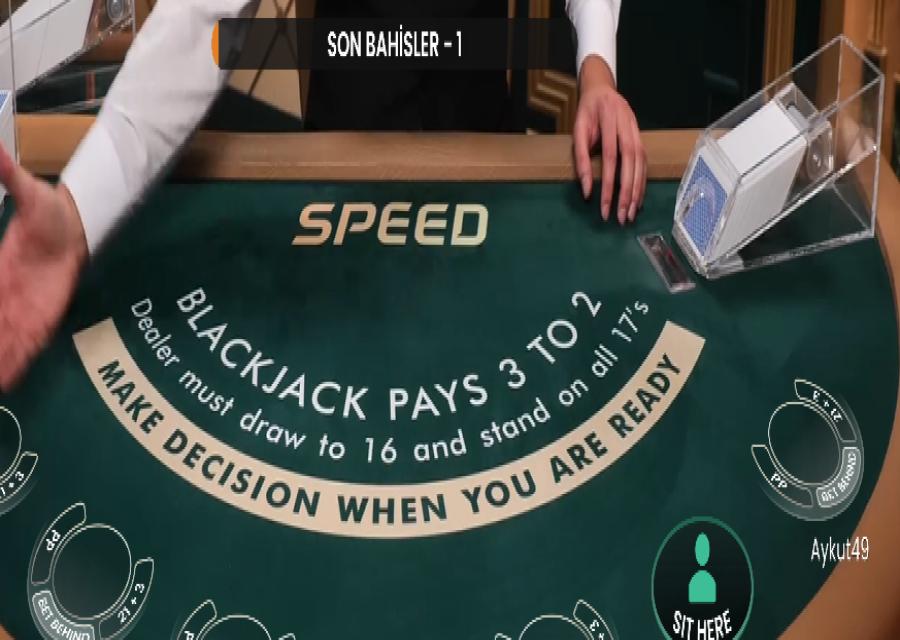 SON BAHİSLER - 1
SPEED
BLACKJACK PAYS 3 TO 2
Dealer must draw to 16 and stand on all 17's
MAKE DECISION WHEN YOU ARE READY
21+3
PP
BET BEHIND
Aykut49
PP
21+3
BET BEHIND
SIT HERE